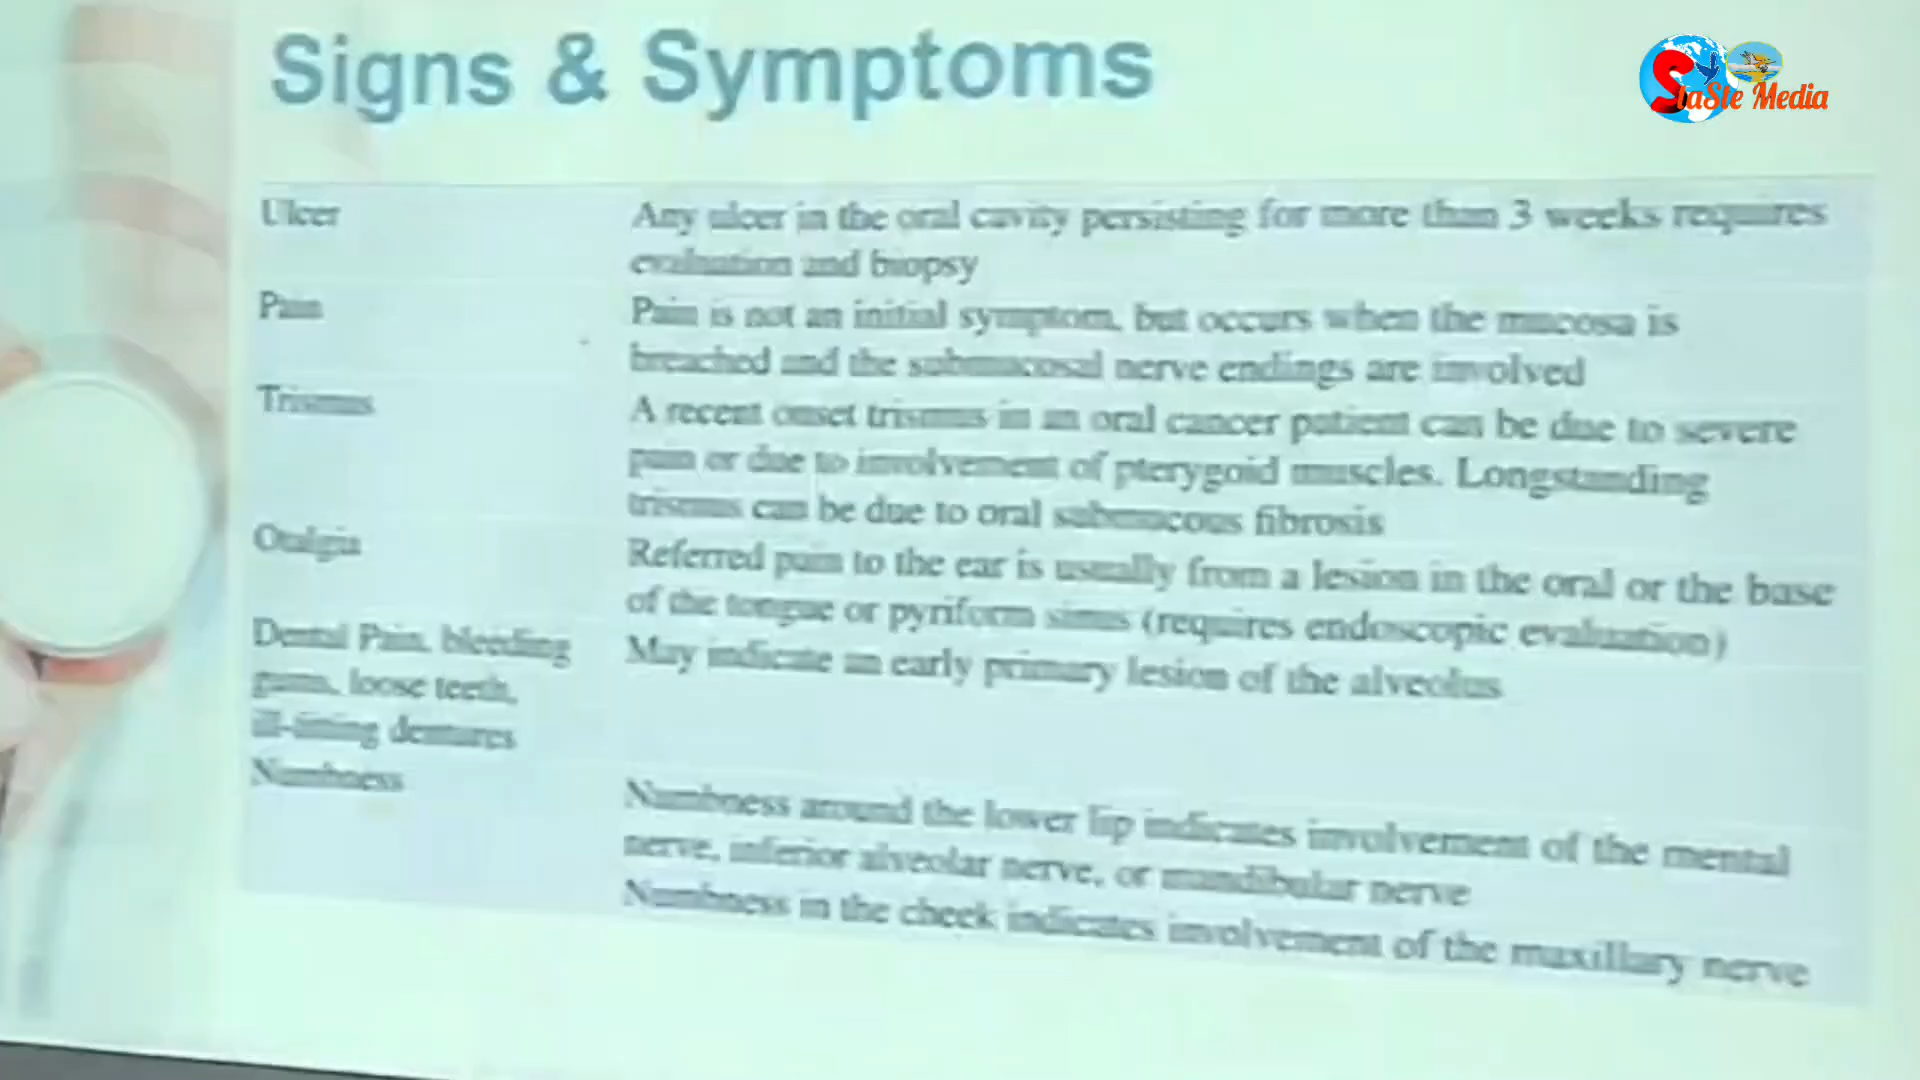 Signs & Symptoms
STaSte Media
Ulcer
Any ulcer in the oral cavity persisting for more than 3 weeks requires
evaluation and biopsy
Pain
Pain is not an initial symptom, but occurs when the mucosa is
breached and the submucosal nerve endings are involved
Trismus
A recent onset trismus in an oral cancer patient can be due to severe
pain or due to involvement of pterygoid muscles. Longstanding
trismus can be due to oral submucous fibrosis
Otalgia
Referred pain to the ear is usually from a lesion in the oral or the base
of the tongue or pyriform sinus (requires endoscopic evaluation)
Dental Pain, bleeding
gums, loose teeth,
ill-fitting dentures
May indicate an early primary lesion of the alveolus
Numbness
Numbness around the lower lip indicates involvement of the mental
nerve, inferior alveolar nerve, or mandibular nerve
Numbness in the cheek indicates involvement of the maxillary nerve